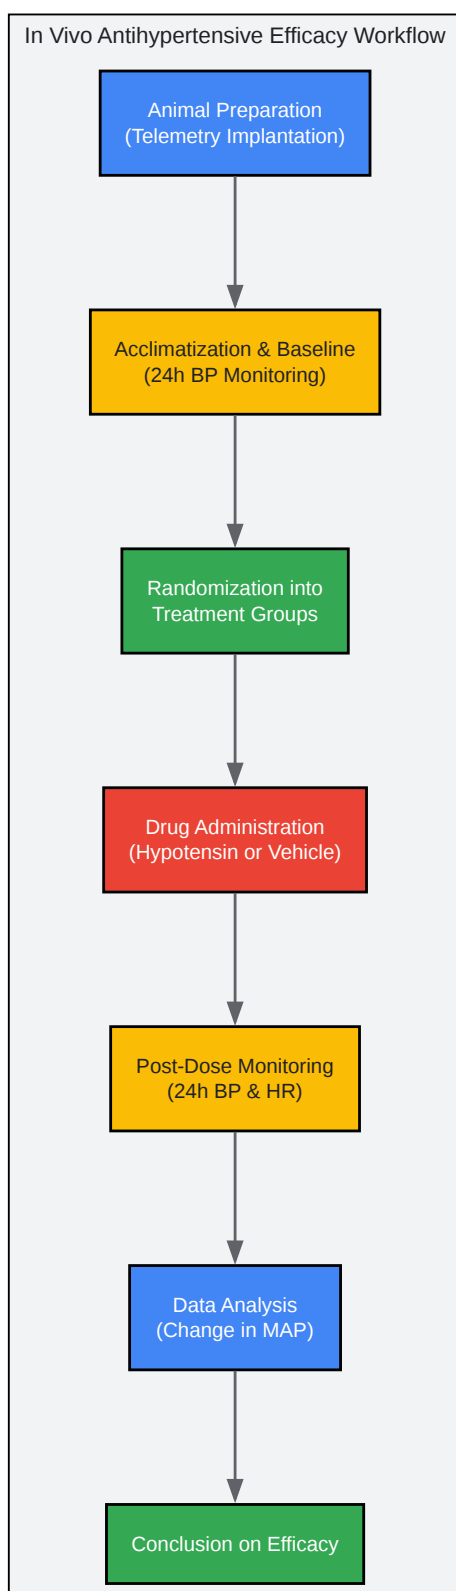 In Vivo Antihypertensive Efficacy Workflow
Animal Preparation
(Telemetry Implantation)
Acclimatization & Baseline
(24h BP Monitoring)
Randomization into
Treatment Groups
Drug Administration
(Hypotensin or Vehicle)
Post-Dose Monitoring
(24h BP & HR)
Data Analysis
(Change in MAP)
Conclusion on Efficacy